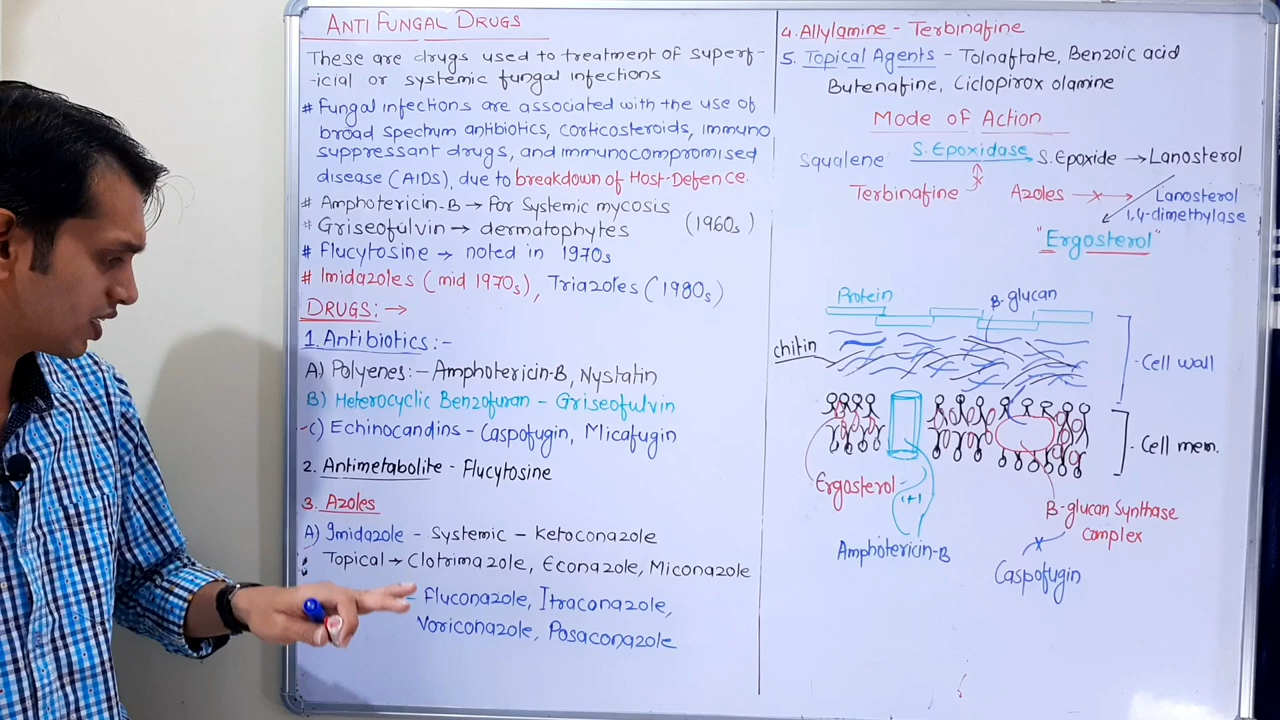 ANTI FUNGAL DRUGS
These are drugs used to treatment of superf-
-icial or systemic fungal infections
# Fungal infections are associated with the use of
broad spectrum antibiotics, corticosteroids, immuno
suppressant drugs, and immunocompromised
disease (AIDS), due to breakdown of Host-Defence.
# Amphotericin-B → For Systemic mycosis
# Griseofulvin → dermatophytes (1960s)
# Flucytosine → noted in 1970s
# Imidazoles (mid 1970s), Triazoles (1980s)
DRUGS: →
1. Antibiotics :-
A) Polyenes:- Amphotericin-B, Nystatin
B) Heterocyclic Benzofuran - Griseofulvin
C) Echinocandins - Caspofugin, Micafugin
2. Antimetabolite - Flucytosine
3. Azoles
A) Imidazole - Systemic - Ketoconazole
Topical → Clotrimazole, Econazole, Miconazole
- Fluconazole, Itraconazole,
Voriconazole, Posaconazole
4. Allylamine - Terbinafine
5. Topical Agents - Tolnaftate, Benzoic acid
Butenafine, Ciclopirox olamine
Mode of Action
Squalene S. Epoxidase → S. Epoxide → Lanosterol
Terbinafine Azoles Lanosterol
1,4-dimethylase
"Ergosterol"
Protein B-glucan
chitin
Cell wall
Cell mem.
Ergosterol
(+)
B-glucan Synthase
complex
Amphotericin-B
Caspofugin